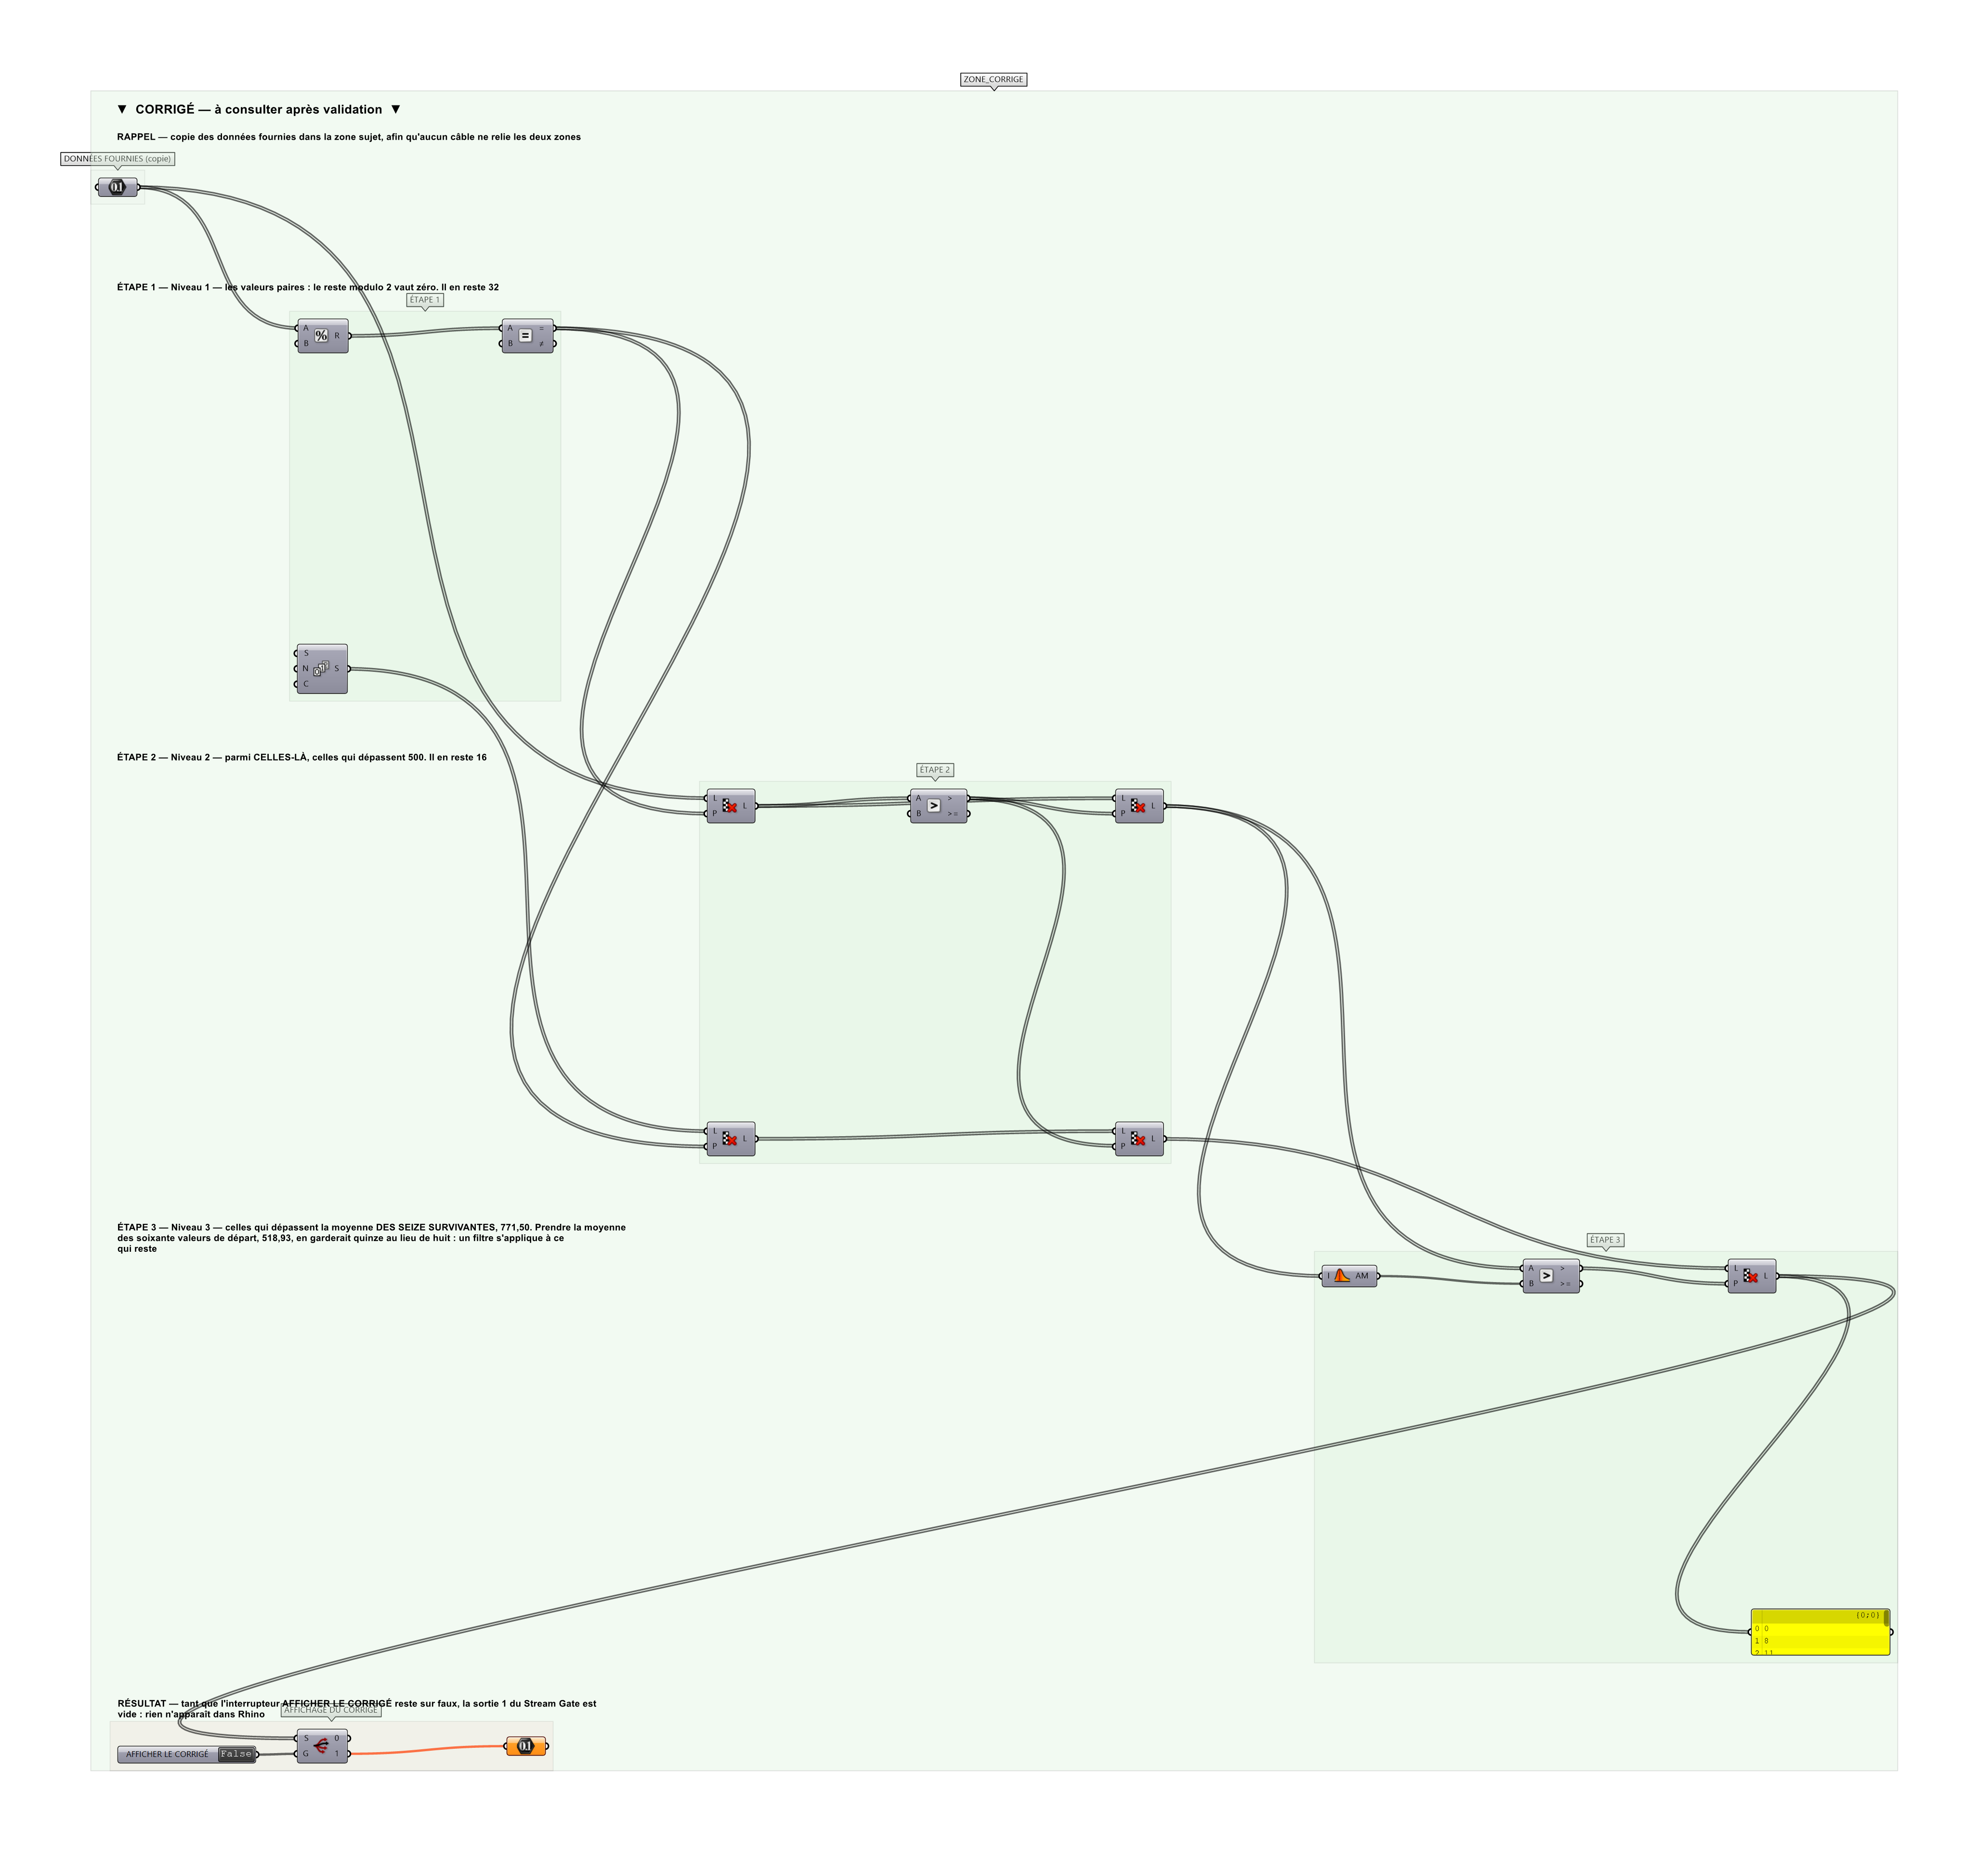 ZONE_CORRIGE
▼ CORRIGÉ — à consulter après validation ▼
RAPPEL — copie des données fournies dans la zone sujet, afin qu'aucun câble ne relie les deux zones
DONNÉES FOURNIES (copie)
0.1
ÉTAPE 1 — Niveau 1 — les valeurs paires : le reste modulo 2 vaut zéro. Il en reste 32
ÉTAPE 1
A % R
B
A = =
B ≠
S
N S
C
ÉTAPE 2 — Niveau 2 — parmi CELLES-LÀ, celles qui dépassent 500. Il en reste 16
ÉTAPE 2
L L
P
A > >
B >=
L L
P
L L
P
L L
P
ÉTAPE 3 — Niveau 3 — celles qui dépassent la moyenne DES SEIZE SURVIVANTES, 771,50. Prendre la moyenne
des soixante valeurs de départ, 518,93, en garderait quinze au lieu de huit : un filtre s'applique à ce
qui reste
ÉTAPE 3
I AM
A > >
B >=
L L
P
{0;0}
0 0
1 8
2 11
RÉSULTAT — tant que l'interrupteur AFFICHER LE CORRIGÉ reste sur faux, la sortie 1 du Stream Gate est
vide : rien n'apparaît dans Rhino
AFFICHAGE DU CORRIGÉ
S 0
G 1
AFFICHER LE CORRIGÉ False
0.1